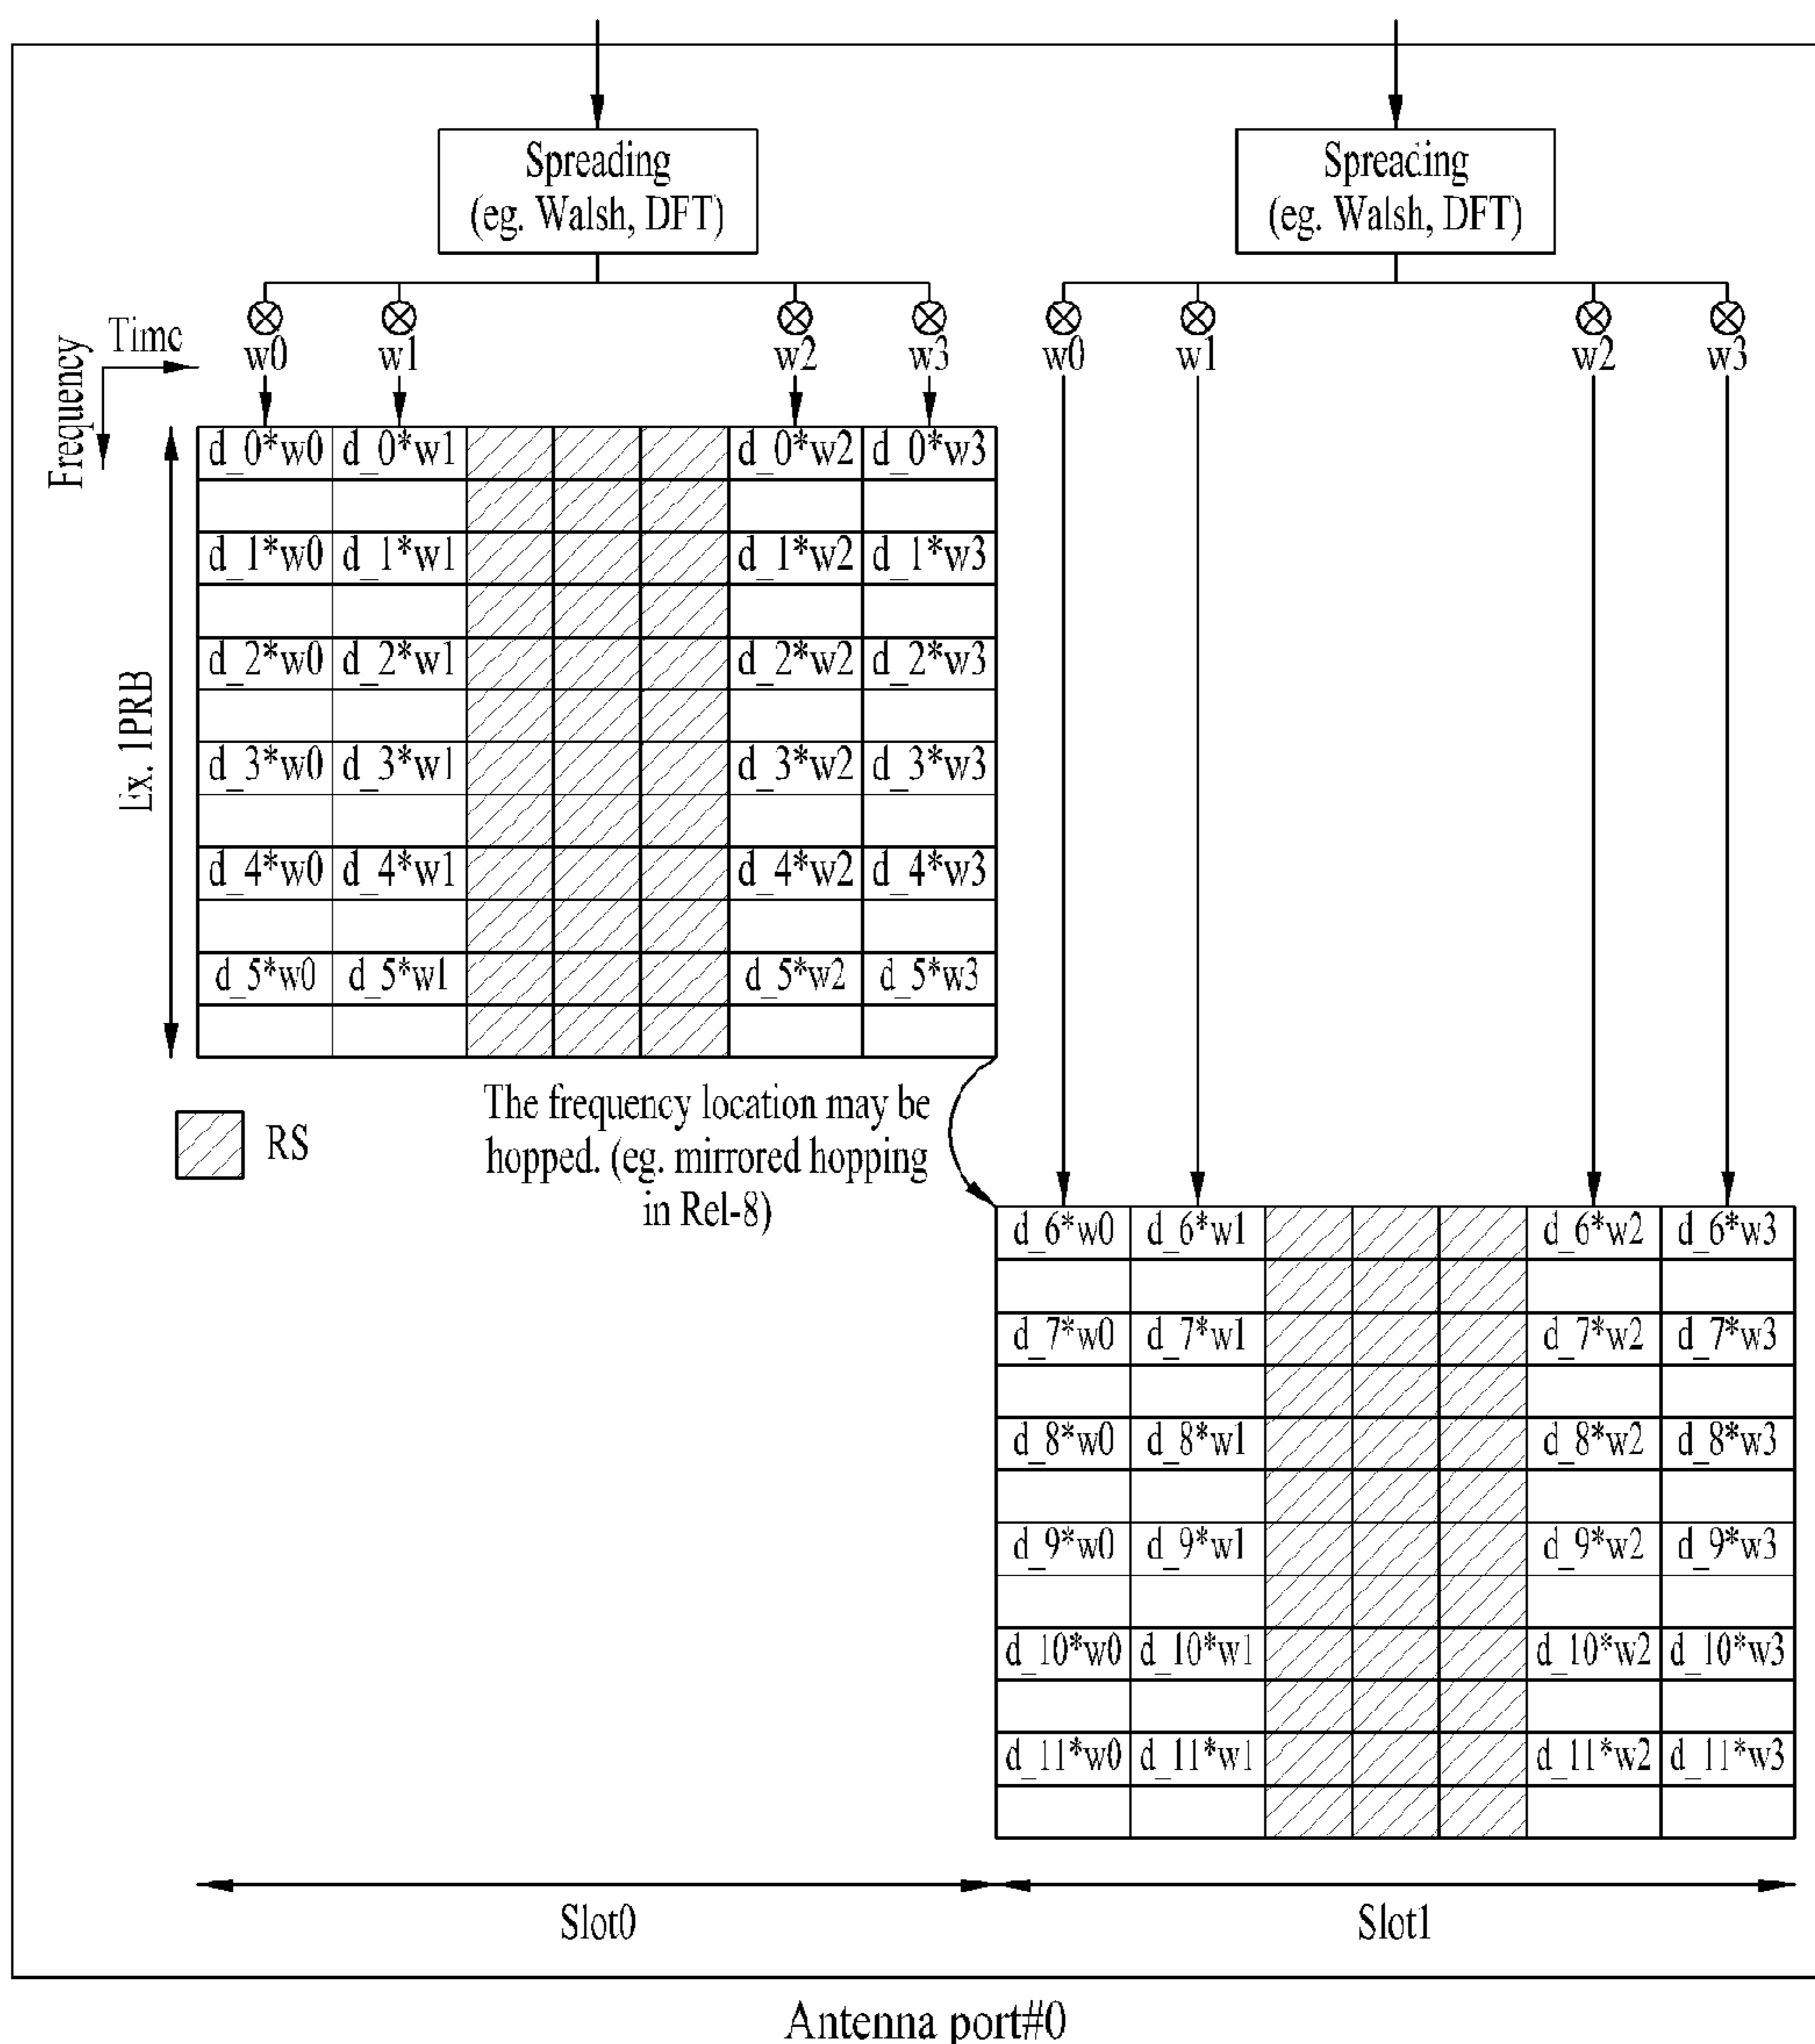 Spreading
(eg. Walsh, DFT)
Spreading
(eg. Walsh, DFT)
Time
Frequency
w0 w1 w2 w3 w0 w1 w2 w3
d_0*w0 d_0*w1 d_0*w2 d_0*w3
d_1*w0 d_1*w1 d_1*w2 d_1*w3
d_2*w0 d_2*w1 d_2*w2 d_2*w3
d_3*w0 d_3*w1 d_3*w2 d_3*w3
d_4*w0 d_4*w1 d_4*w2 d_4*w3
d_5*w0 d_5*w1 d_5*w2 d_5*w3
Ex. 1PRB
RS
The frequency location may be
hopped. (eg. mirrored hopping
in Rel-8)
d_6*w0 d_6*w1 d_6*w2 d_6*w3
d_7*w0 d_7*w1 d_7*w2 d_7*w3
d_8*w0 d_8*w1 d_8*w2 d_8*w3
d_9*w0 d_9*w1 d_9*w2 d_9*w3
d_10*w0 d_10*w1 d_10*w2 d_10*w3
d_11*w0 d_11*w1 d_11*w2 d_11*w3
Slot0 Slot1
Antenna port#0